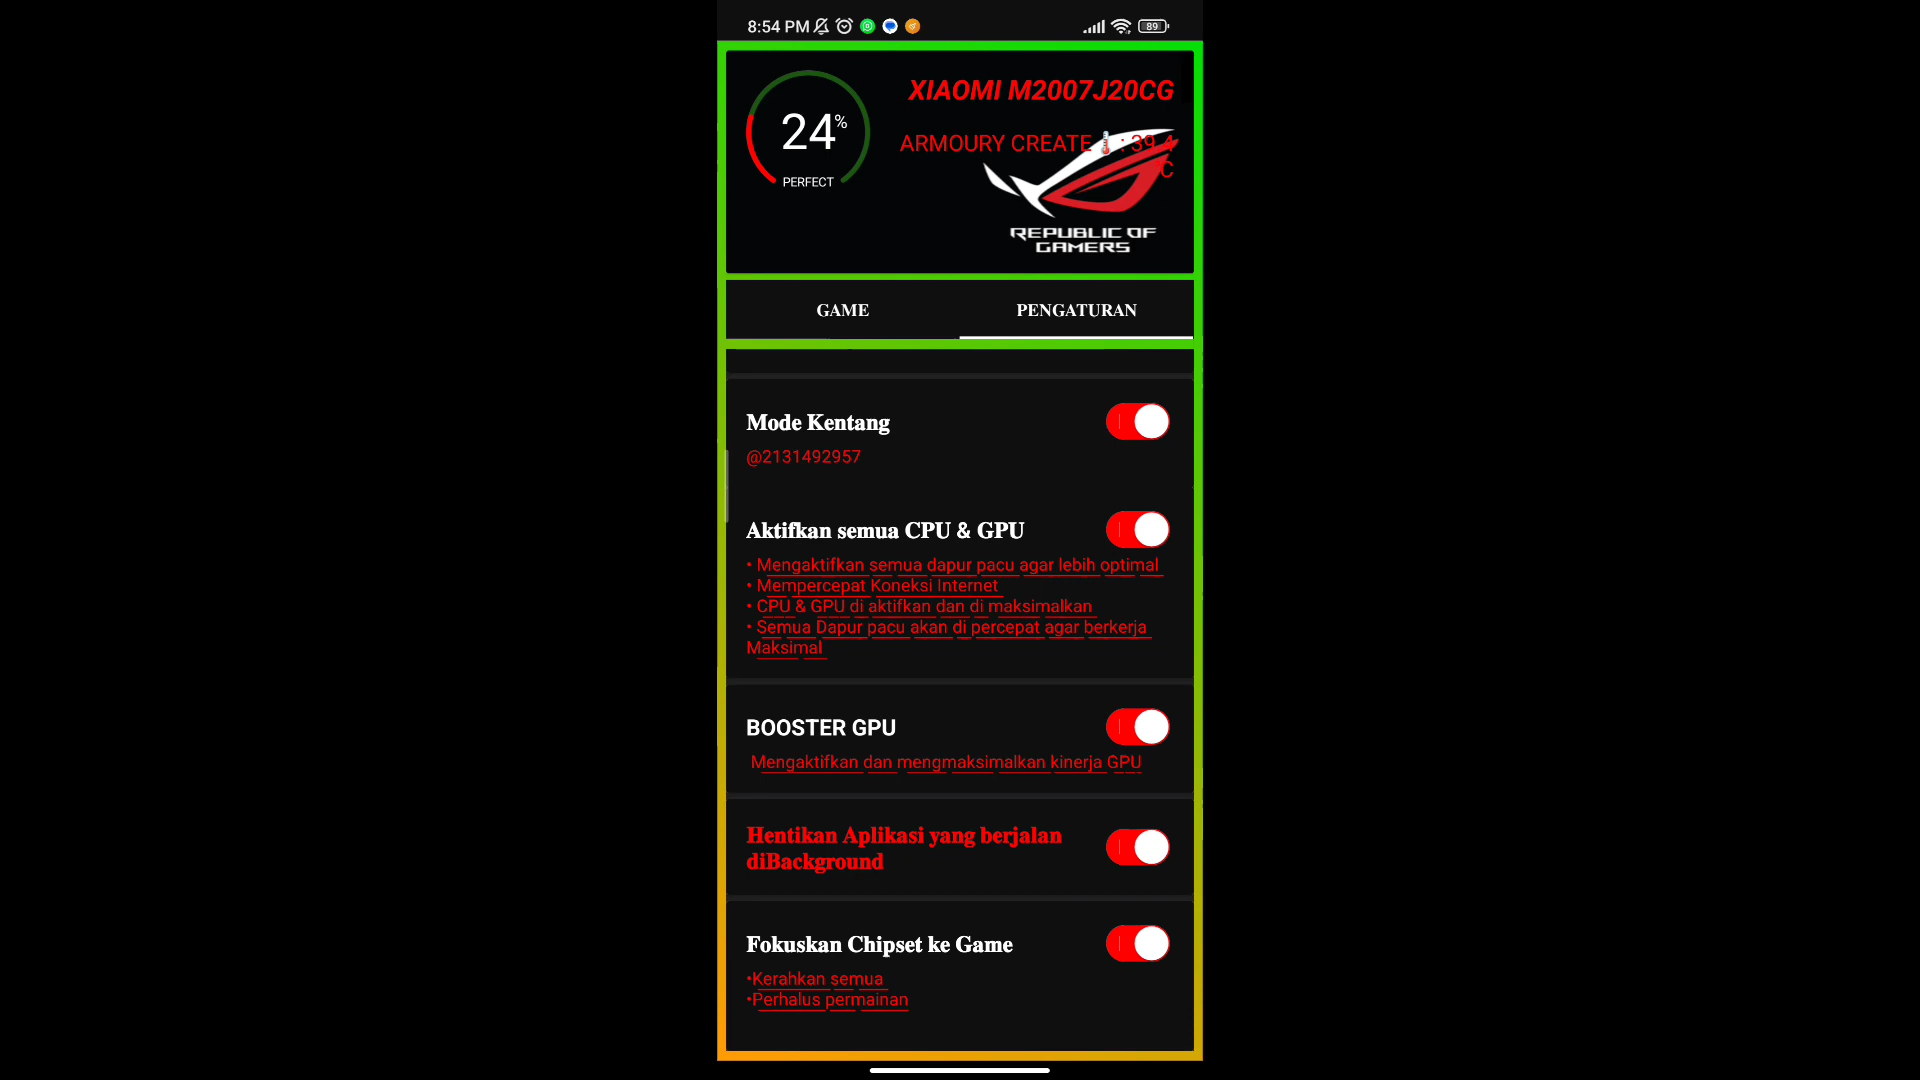 8:54 PM
89
24%
PERFECT
XIAOMI M2007J20CG
ARMOURY CREATE🌡️ : 39.4
C
REPUBLIC OF
GAMERS
GAME
PENGATURAN
Mode Kentang
@2131492957
Aktifkan semua CPU & GPU
• Mengaktifkan semua dapur pacu agar lebih optimal
• Mempercepat Koneksi Internet
• CPU & GPU di aktifkan dan di maksimalkan
• Semua Dapur pacu akan di percepat agar berkerja
Maksimal
BOOSTER GPU
Mengaktifkan dan mengmaksimalkan kinerja GPU
Hentikan Aplikasi yang berjalan
diBackground
Fokuskan Chipset ke Game
•Kerahkan semua
•Perhalus permainan